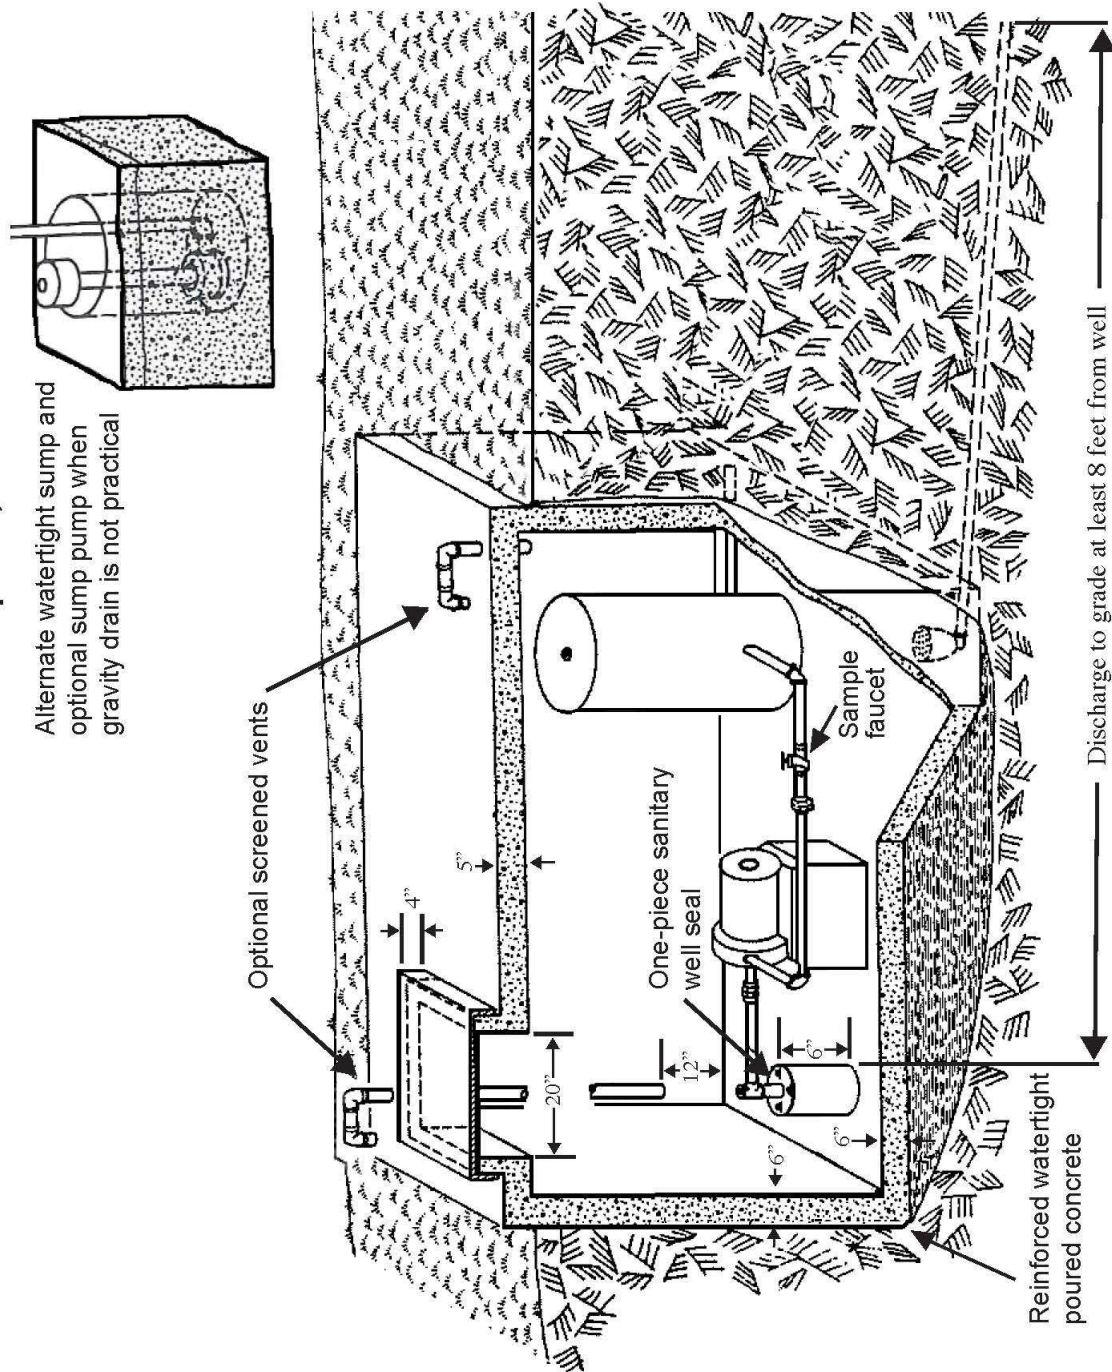 Alternate watertight sump and
optional sump pump when
gravity drain is not practical
Optional screened vents
4”
5”
20”
12”
One-piece sanitary
well seal
Sample
faucet
6”
6”
6”
Reinforced watertight
poured concrete
Discharge to grade at least 8 feet from well